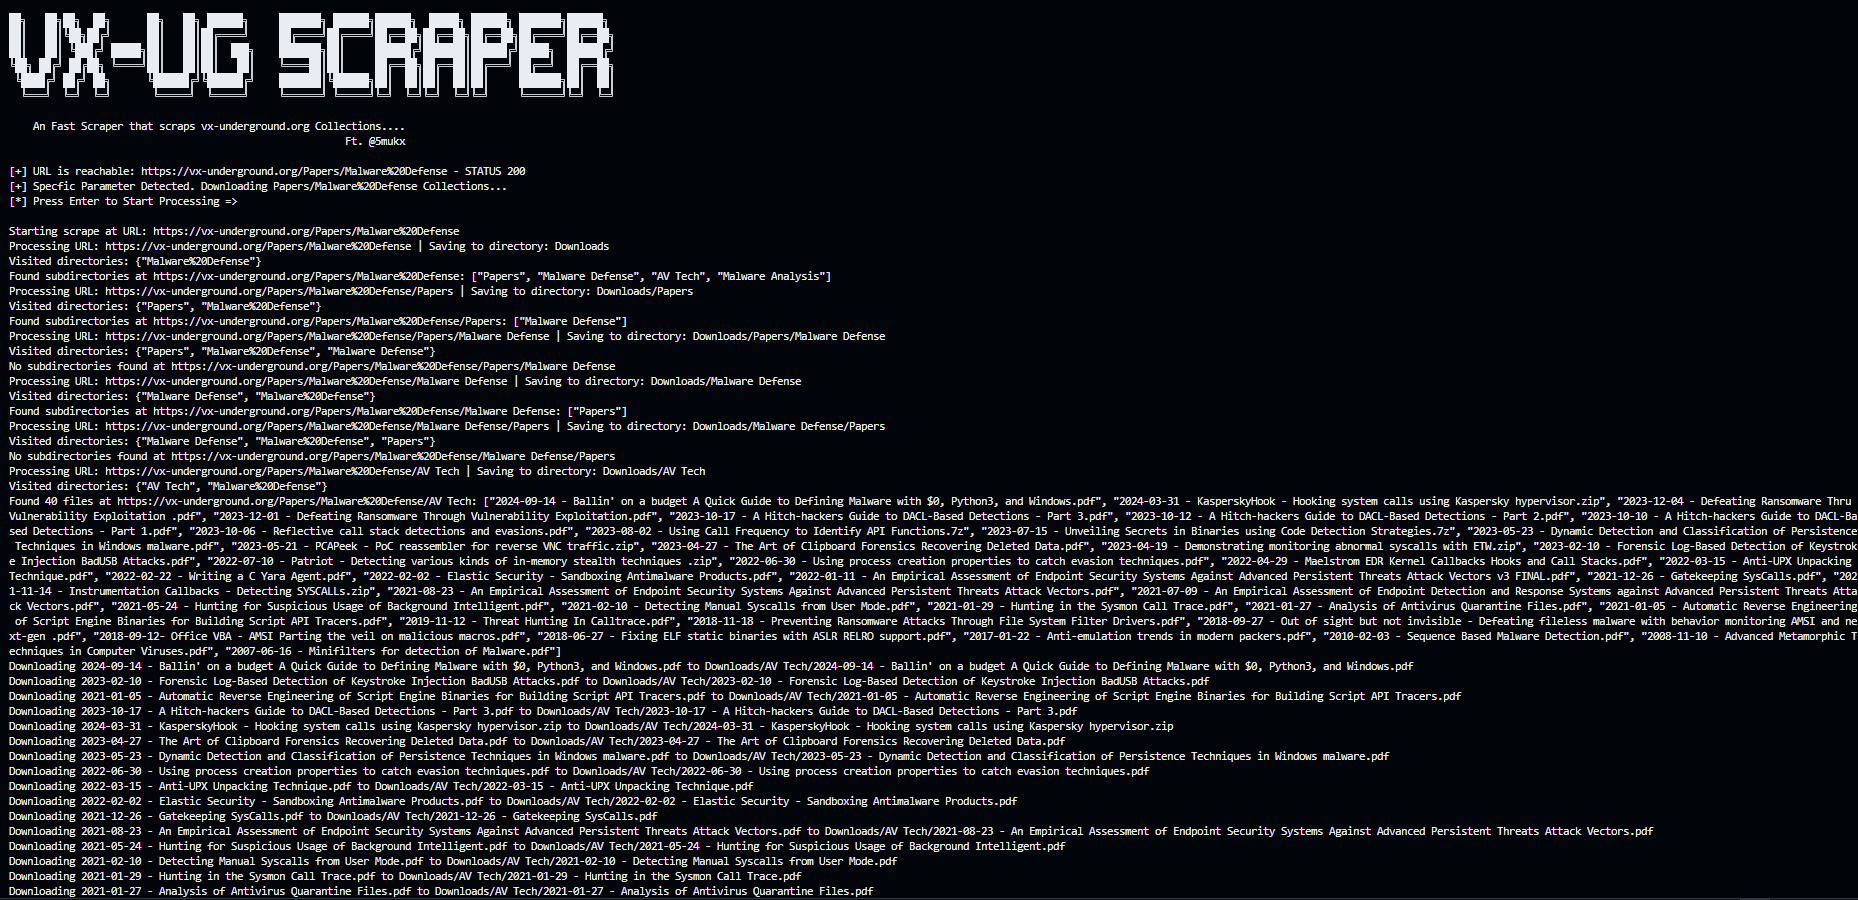 VX-UG SCRAPER
An Fast Scraper that scraps vx-underground.org Collections....
Ft. @5mukx
[+] URL is reachable: https://vx-underground.org/Papers/Malware%20Defense - STATUS 200
[+] Specfic Parameter Detected. Downloading Papers/Malware%20Defense Collections...
[*] Press Enter to Start Processing =>
Starting scrape at URL: https://vx-underground.org/Papers/Malware%20Defense
Processing URL: https://vx-underground.org/Papers/Malware%20Defense | Saving to directory: Downloads
Visited directories: {"Malware%20Defense"}
Found subdirectories at https://vx-underground.org/Papers/Malware%20Defense: ["Papers", "Malware Defense", "AV Tech", "Malware Analysis"]
Processing URL: https://vx-underground.org/Papers/Malware%20Defense/Papers | Saving to directory: Downloads/Papers
Visited directories: {"Papers", "Malware%20Defense"}
Found subdirectories at https://vx-underground.org/Papers/Malware%20Defense/Papers: ["Malware Defense"]
Processing URL: https://vx-underground.org/Papers/Malware%20Defense/Papers/Malware Defense | Saving to directory: Downloads/Papers/Malware Defense
Visited directories: {"Papers", "Malware%20Defense", "Malware Defense"}
No subdirectories found at https://vx-underground.org/Papers/Malware%20Defense/Papers/Malware Defense
Processing URL: https://vx-underground.org/Papers/Malware%20Defense/Malware Defense | Saving to directory: Downloads/Malware Defense
Visited directories: {"Malware Defense", "Malware%20Defense"}
Found subdirectories at https://vx-underground.org/Papers/Malware%20Defense/Malware Defense: ["Papers"]
Processing URL: https://vx-underground.org/Papers/Malware%20Defense/Malware Defense/Papers | Saving to directory: Downloads/Malware Defense/Papers
Visited directories: {"Malware Defense", "Malware%20Defense", "Papers"}
No subdirectories found at https://vx-underground.org/Papers/Malware%20Defense/Malware Defense/Papers
Processing URL: https://vx-underground.org/Papers/Malware%20Defense/AV Tech | Saving to directory: Downloads/AV Tech
Visited directories: {"AV Tech", "Malware%20Defense"}
Found 40 files at https://vx-underground.org/Papers/Malware%20Defense/AV Tech: ["2024-09-14 - Ballin' on a budget A Quick Guide to Defining Malware with $0, Python3, and Windows.pdf", "2024-03-31 - KasperskyHook - Hooking system calls using Kaspersky hypervisor.zip", "2023-12-04 - Defeating Ransomware Thru
Vulnerability Exploitation .pdf", "2023-12-01 - Defeating Ransomware Through Vulnerability Exploitation.pdf", "2023-10-17 - A Hitch-hackers Guide to DACL-Based Detections - Part 3.pdf", "2023-10-12 - A Hitch-hackers Guide to DACL-Based Detections - Part 2.pdf", "2023-10-10 - A Hitch-hackers Guide to DACL-Ba
sed Detections - Part 1.pdf", "2023-10-06 - Reflective call stack detections and evasions.pdf", "2023-08-02 - Using Call Frequency to Identify API Functions.7z", "2023-07-15 - Unveiling Secrets in Binaries using Code Detection Strategies.7z", "2023-05-23 - Dynamic Detection and Classification of Persistence
Techniques in Windows malware.pdf", "2023-05-21 - PCAPeek - PoC reassembler for reverse VNC traffic.zip", "2023-04-27 - The Art of Clipboard Forensics Recovering Deleted Data.pdf", "2023-04-19 - Demonstrating monitoring abnormal syscalls with ETW.zip", "2023-02-10 - Forensic Log-Based Detection of Keystrok
e Injection BadUSB Attacks.pdf", "2022-07-10 - Patriot - Detecting various kinds of in-memory stealth techniques .zip", "2022-06-30 - Using process creation properties to catch evasion techniques.pdf", "2022-04-29 - Maelstrom EDR Kernel Callbacks Hooks and Call Stacks.pdf", "2022-03-15 - Anti-UPX Unpacking
Technique.pdf", "2022-02-22 - Writing a C Yara Agent.pdf", "2022-02-02 - Elastic Security - Sandboxing Antimalware Products.pdf", "2022-01-11 - An Empirical Assessment of Endpoint Security Systems Against Advanced Persistent Threats Attack Vectors v3 FINAL.pdf", "2021-12-26 - Gatekeeping SysCalls.pdf", "202
1-11-14 - Instrumentation Callbacks - Detecting SYSCALLs.zip", "2021-08-23 - An Empirical Assessment of Endpoint Security Systems Against Advanced Persistent Threats Attack Vectors.pdf", "2021-07-09 - An Empirical Assessment of Endpoint Detection and Response Systems against Advanced Persistent Threats Atta
ck Vectors.pdf", "2021-05-24 - Hunting for Suspicious Usage of Background Intelligent.pdf", "2021-02-10 - Detecting Manual Syscalls from User Mode.pdf", "2021-01-29 - Hunting in the Sysmon Call Trace.pdf", "2021-01-27 - Analysis of Antivirus Quarantine Files.pdf", "2021-01-05 - Automatic Reverse Engineering
of Script Engine Binaries for Building Script API Tracers.pdf", "2019-11-12 - Threat Hunting In Calltrace.pdf", "2018-11-18 - Preventing Ransomware Attacks Through File System Filter Drivers.pdf", "2018-09-27 - Out of sight but not invisible - Defeating fileless malware with behavior monitoring AMSI and ne
xt-gen .pdf", "2018-09-12- Office VBA - AMSI Parting the veil on malicious macros.pdf", "2018-06-27 - Fixing ELF static binaries with ASLR RELRO support.pdf", "2017-01-22 - Anti-emulation trends in modern packers.pdf", "2010-02-03 - Sequence Based Malware Detection.pdf", "2008-11-10 - Advanced Metamorphic T
echniques in Computer Viruses.pdf", "2007-06-16 - Minifilters for detection of Malware.pdf"]
Downloading 2024-09-14 - Ballin' on a budget A Quick Guide to Defining Malware with $0, Python3, and Windows.pdf to Downloads/AV Tech/2024-09-14 - Ballin' on a budget A Quick Guide to Defining Malware with $0, Python3, and Windows.pdf
Downloading 2023-02-10 - Forensic Log-Based Detection of Keystroke Injection BadUSB Attacks.pdf to Downloads/AV Tech/2023-02-10 - Forensic Log-Based Detection of Keystroke Injection BadUSB Attacks.pdf
Downloading 2021-01-05 - Automatic Reverse Engineering of Script Engine Binaries for Building Script API Tracers.pdf to Downloads/AV Tech/2021-01-05 - Automatic Reverse Engineering of Script Engine Binaries for Building Script API Tracers.pdf
Downloading 2023-10-17 - A Hitch-hackers Guide to DACL-Based Detections - Part 3.pdf to Downloads/AV Tech/2023-10-17 - A Hitch-hackers Guide to DACL-Based Detections - Part 3.pdf
Downloading 2024-03-31 - KasperskyHook - Hooking system calls using Kaspersky hypervisor.zip to Downloads/AV Tech/2024-03-31 - KasperskyHook - Hooking system calls using Kaspersky hypervisor.zip
Downloading 2023-04-27 - The Art of Clipboard Forensics Recovering Deleted Data.pdf to Downloads/AV Tech/2023-04-27 - The Art of Clipboard Forensics Recovering Deleted Data.pdf
Downloading 2023-05-23 - Dynamic Detection and Classification of Persistence Techniques in Windows malware.pdf to Downloads/AV Tech/2023-05-23 - Dynamic Detection and Classification of Persistence Techniques in Windows malware.pdf
Downloading 2022-06-30 - Using process creation properties to catch evasion techniques.pdf to Downloads/AV Tech/2022-06-30 - Using process creation properties to catch evasion techniques.pdf
Downloading 2022-03-15 - Anti-UPX Unpacking Technique.pdf to Downloads/AV Tech/2022-03-15 - Anti-UPX Unpacking Technique.pdf
Downloading 2022-02-02 - Elastic Security - Sandboxing Antimalware Products.pdf to Downloads/AV Tech/2022-02-02 - Elastic Security - Sandboxing Antimalware Products.pdf
Downloading 2021-12-26 - Gatekeeping SysCalls.pdf to Downloads/AV Tech/2021-12-26 - Gatekeeping SysCalls.pdf
Downloading 2021-08-23 - An Empirical Assessment of Endpoint Security Systems Against Advanced Persistent Threats Attack Vectors.pdf to Downloads/AV Tech/2021-08-23 - An Empirical Assessment of Endpoint Security Systems Against Advanced Persistent Threats Attack Vectors.pdf
Downloading 2021-05-24 - Hunting for Suspicious Usage of Background Intelligent.pdf to Downloads/AV Tech/2021-05-24 - Hunting for Suspicious Usage of Background Intelligent.pdf
Downloading 2021-02-10 - Detecting Manual Syscalls from User Mode.pdf to Downloads/AV Tech/2021-02-10 - Detecting Manual Syscalls from User Mode.pdf
Downloading 2021-01-29 - Hunting in the Sysmon Call Trace.pdf to Downloads/AV Tech/2021-01-29 - Hunting in the Sysmon Call Trace.pdf
Downloading 2021-01-27 - Analysis of Antivirus Quarantine Files.pdf to Downloads/AV Tech/2021-01-27 - Analysis of Antivirus Quarantine Files.pdf